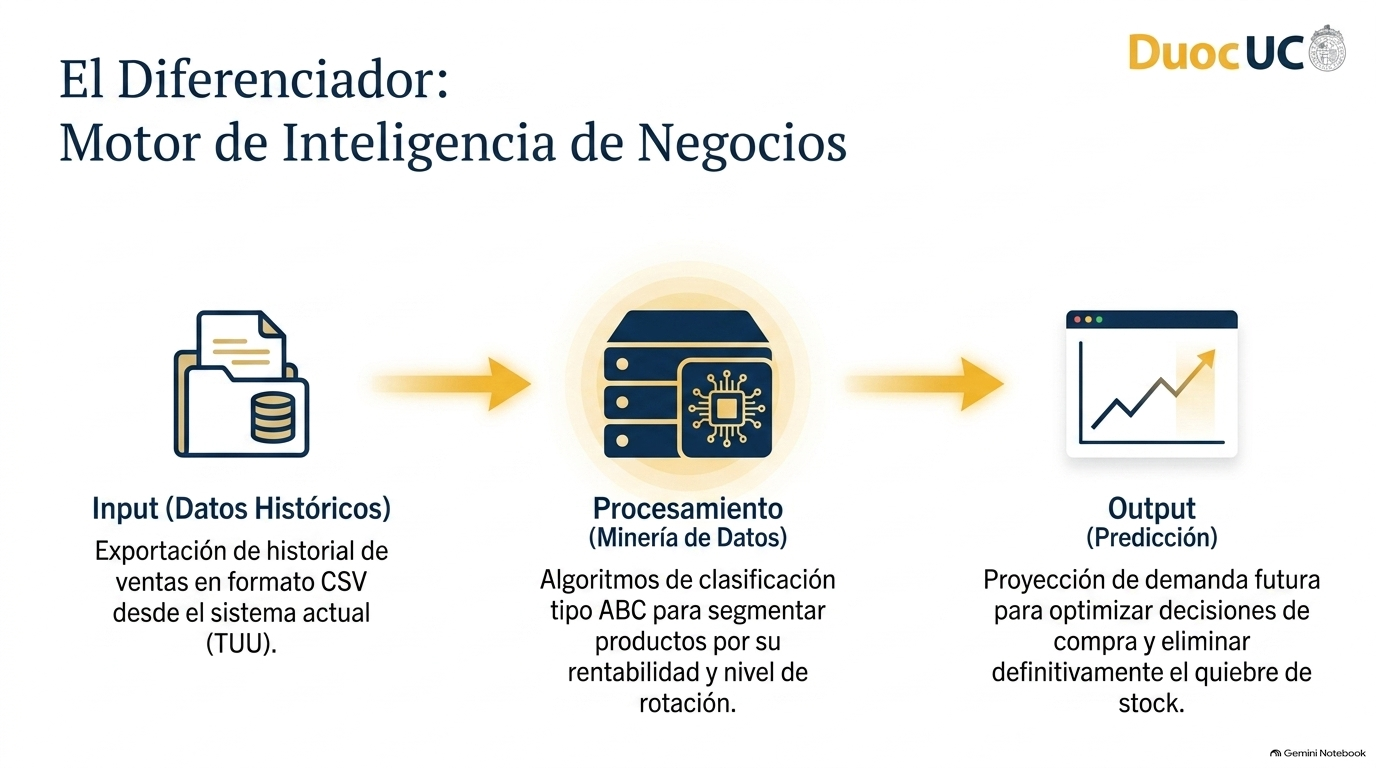 El Diferenciador:
Motor de Inteligencia de Negocios
Duoc UC
Input (Datos Históricos)
Exportación de historial de
ventas en formato CSV
desde el sistema actual
(TUU).
Procesamiento
(Minería de Datos)
Algoritmos de clasificación
tipo ABC para segmentar
productos por su
rentabilidad y nivel de
rotación.
Output
(Predicción)
Proyección de demanda futura
para optimizar decisiones de
compra y eliminar
definitivamente el quiebre de
stock.
Gemini Notebook